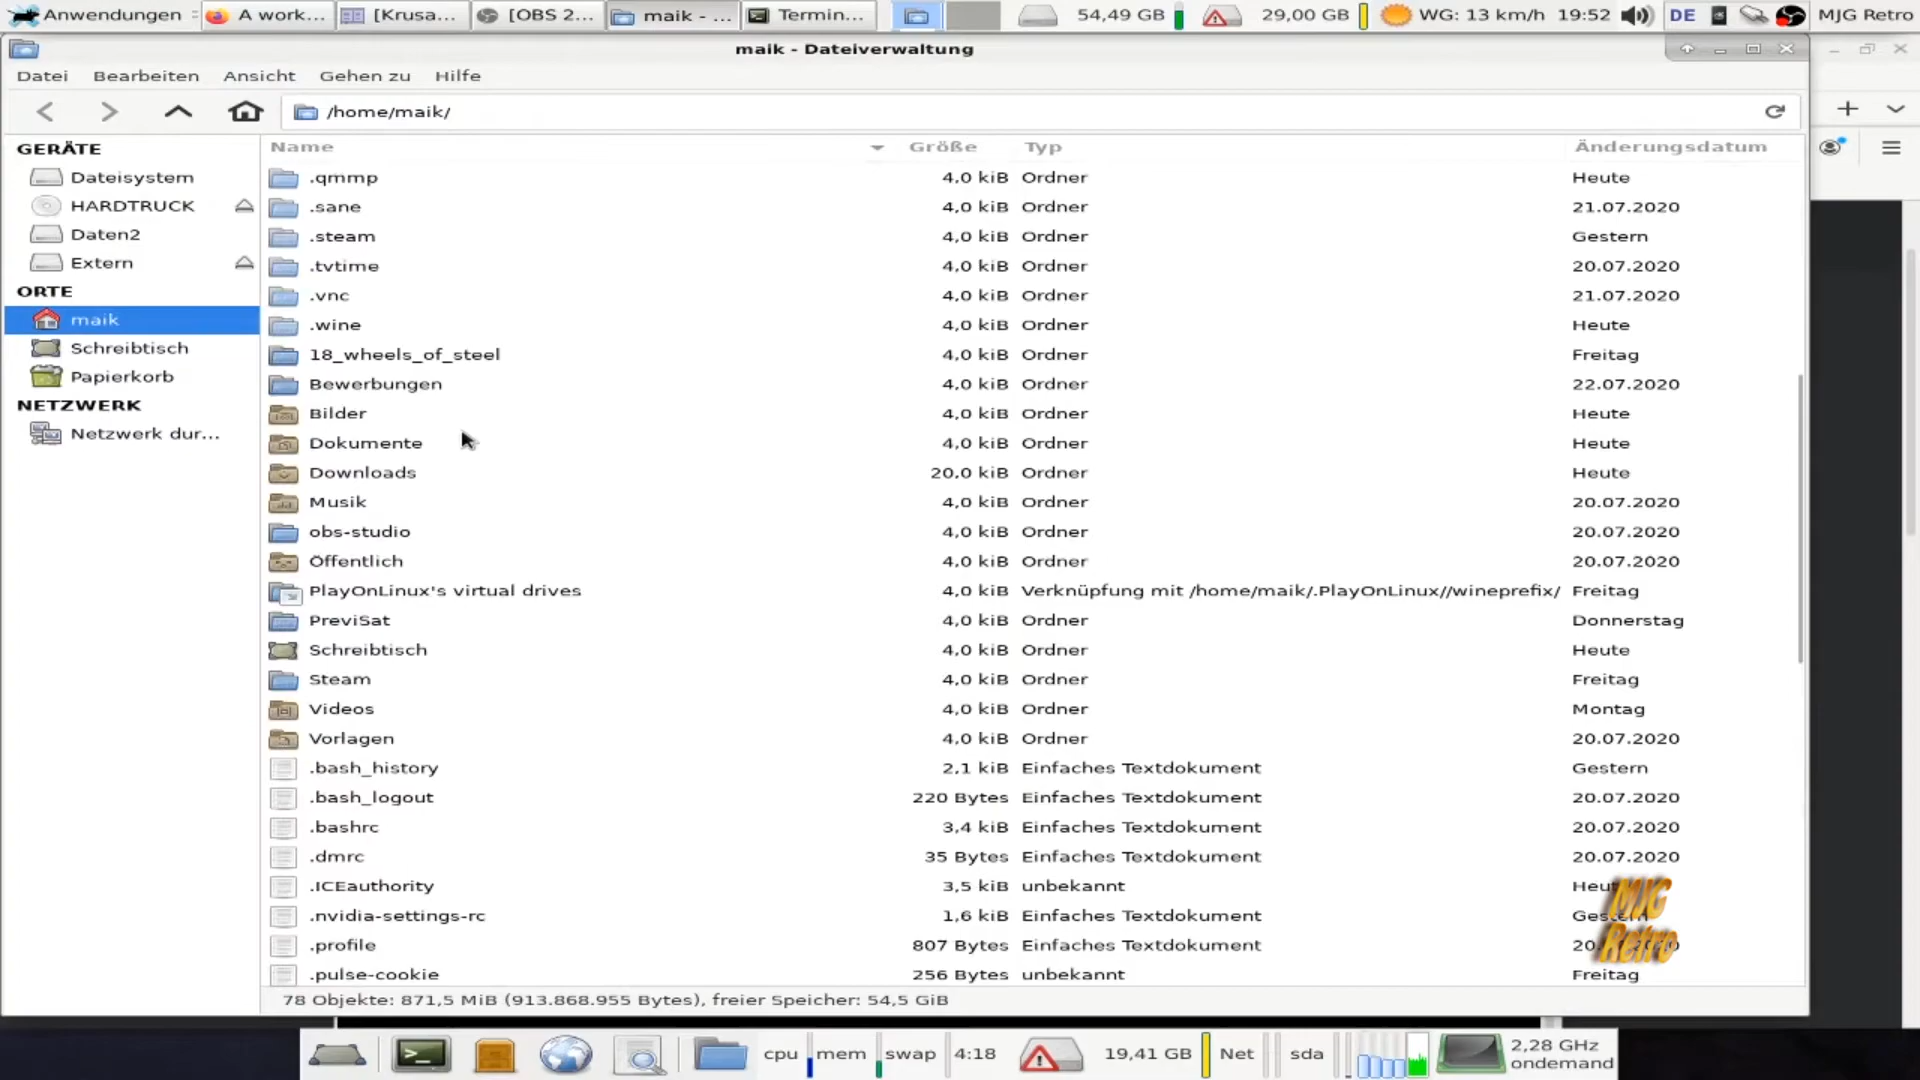 Anwendungen
A work...
[Krusa...
[OBS 2...
maik - ...
Termin...
54,49 GB
29,00 GB
WG: 13 km/h
19:52
DE
MJG Retro
maik - Dateiverwaltung
Datei Bearbeiten Ansicht Gehen zu Hilfe
/home/maik/
GERÄTE
Dateisystem
HARDTRUCK
Daten2
Extern
ORTE
maik
Schreibtisch
Papierkorb
NETZWERK
Netzwerk dur...
Name Größe Typ Änderungsdatum
.qmmp 4,0 kiB Ordner Heute
.sane 4,0 kiB Ordner 21.07.2020
.steam 4,0 kiB Ordner Gestern
.tvtime 4,0 kiB Ordner 20.07.2020
.vnc 4,0 kiB Ordner 21.07.2020
.wine 4,0 kiB Ordner Heute
18_wheels_of_steel 4,0 kiB Ordner Freitag
Bewerbungen 4,0 kiB Ordner 22.07.2020
Bilder 4,0 kiB Ordner Heute
Dokumente 4,0 kiB Ordner Heute
Downloads 20,0 kiB Ordner Heute
Musik 4,0 kiB Ordner 20.07.2020
obs-studio 4,0 kiB Ordner 20.07.2020
Öffentlich 4,0 kiB Ordner 20.07.2020
PlayOnLinux's virtual drives 4,0 kiB Verknüpfung mit /home/maik/.PlayOnLinux//wineprefix/ Freitag
PreviSat 4,0 kiB Ordner Donnerstag
Schreibtisch 4,0 kiB Ordner Heute
Steam 4,0 kiB Ordner Freitag
Videos 4,0 kiB Ordner Montag
Vorlagen 4,0 kiB Ordner 20.07.2020
.bash_history 2,1 kiB Einfaches Textdokument Gestern
.bash_logout 220 Bytes Einfaches Textdokument 20.07.2020
.bashrc 3,4 kiB Einfaches Textdokument 20.07.2020
.dmrc 35 Bytes Einfaches Textdokument 20.07.2020
.ICEauthority 3,5 kiB unbekannt
.nvidia-settings-rc 1,6 kiB Einfaches Textdokument
.profile 807 Bytes Einfaches Textdokument
.pulse-cookie 256 Bytes unbekannt Freitag
MJG
Retro
78 Objekte: 871,5 MiB (913.868.955 Bytes), freier Speicher: 54,5 GiB
cpu mem swap 4:18 19,41 GB Net sda 2,28 GHz
ondemand